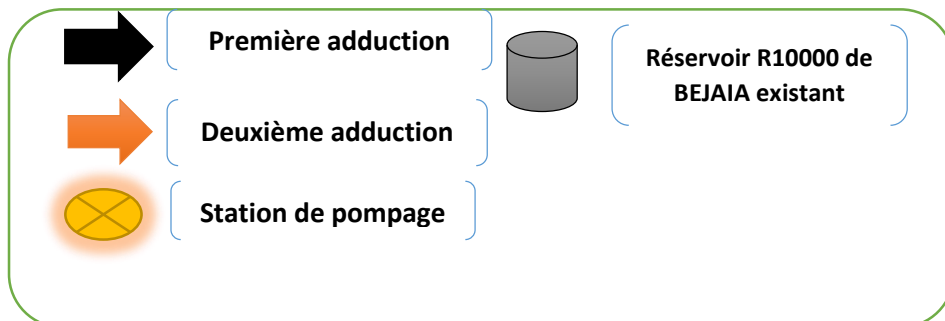 Première adduction
Réservoir R10000 de
BEJAIA existant
Deuxième adduction
Station de pompage